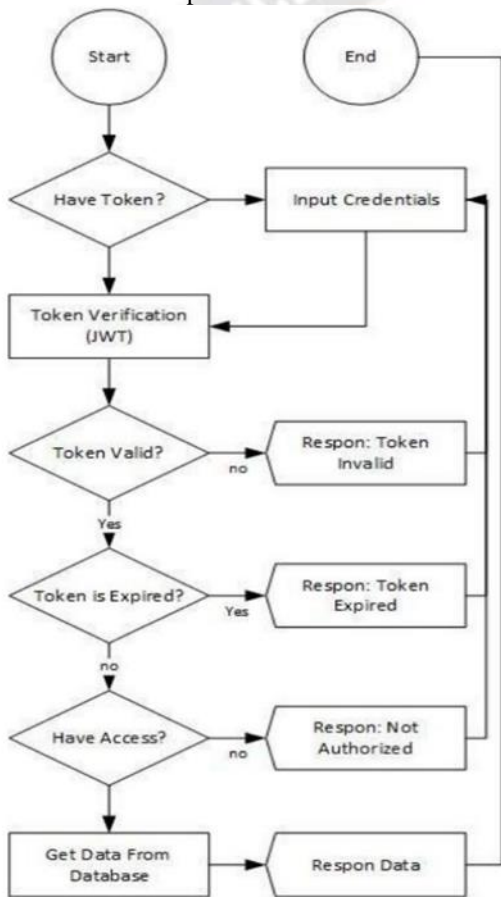 Start
End
Have Token?
Input Credentials
Token Verification
(JWT)
Token Valid?
no
Respon: Token
Invalid
Yes
Token is Expired?
Yes
Respon: Token
Expired
no
Have Access?
no
Respon: Not
Authorized
Get Data From
Database
Respon Data